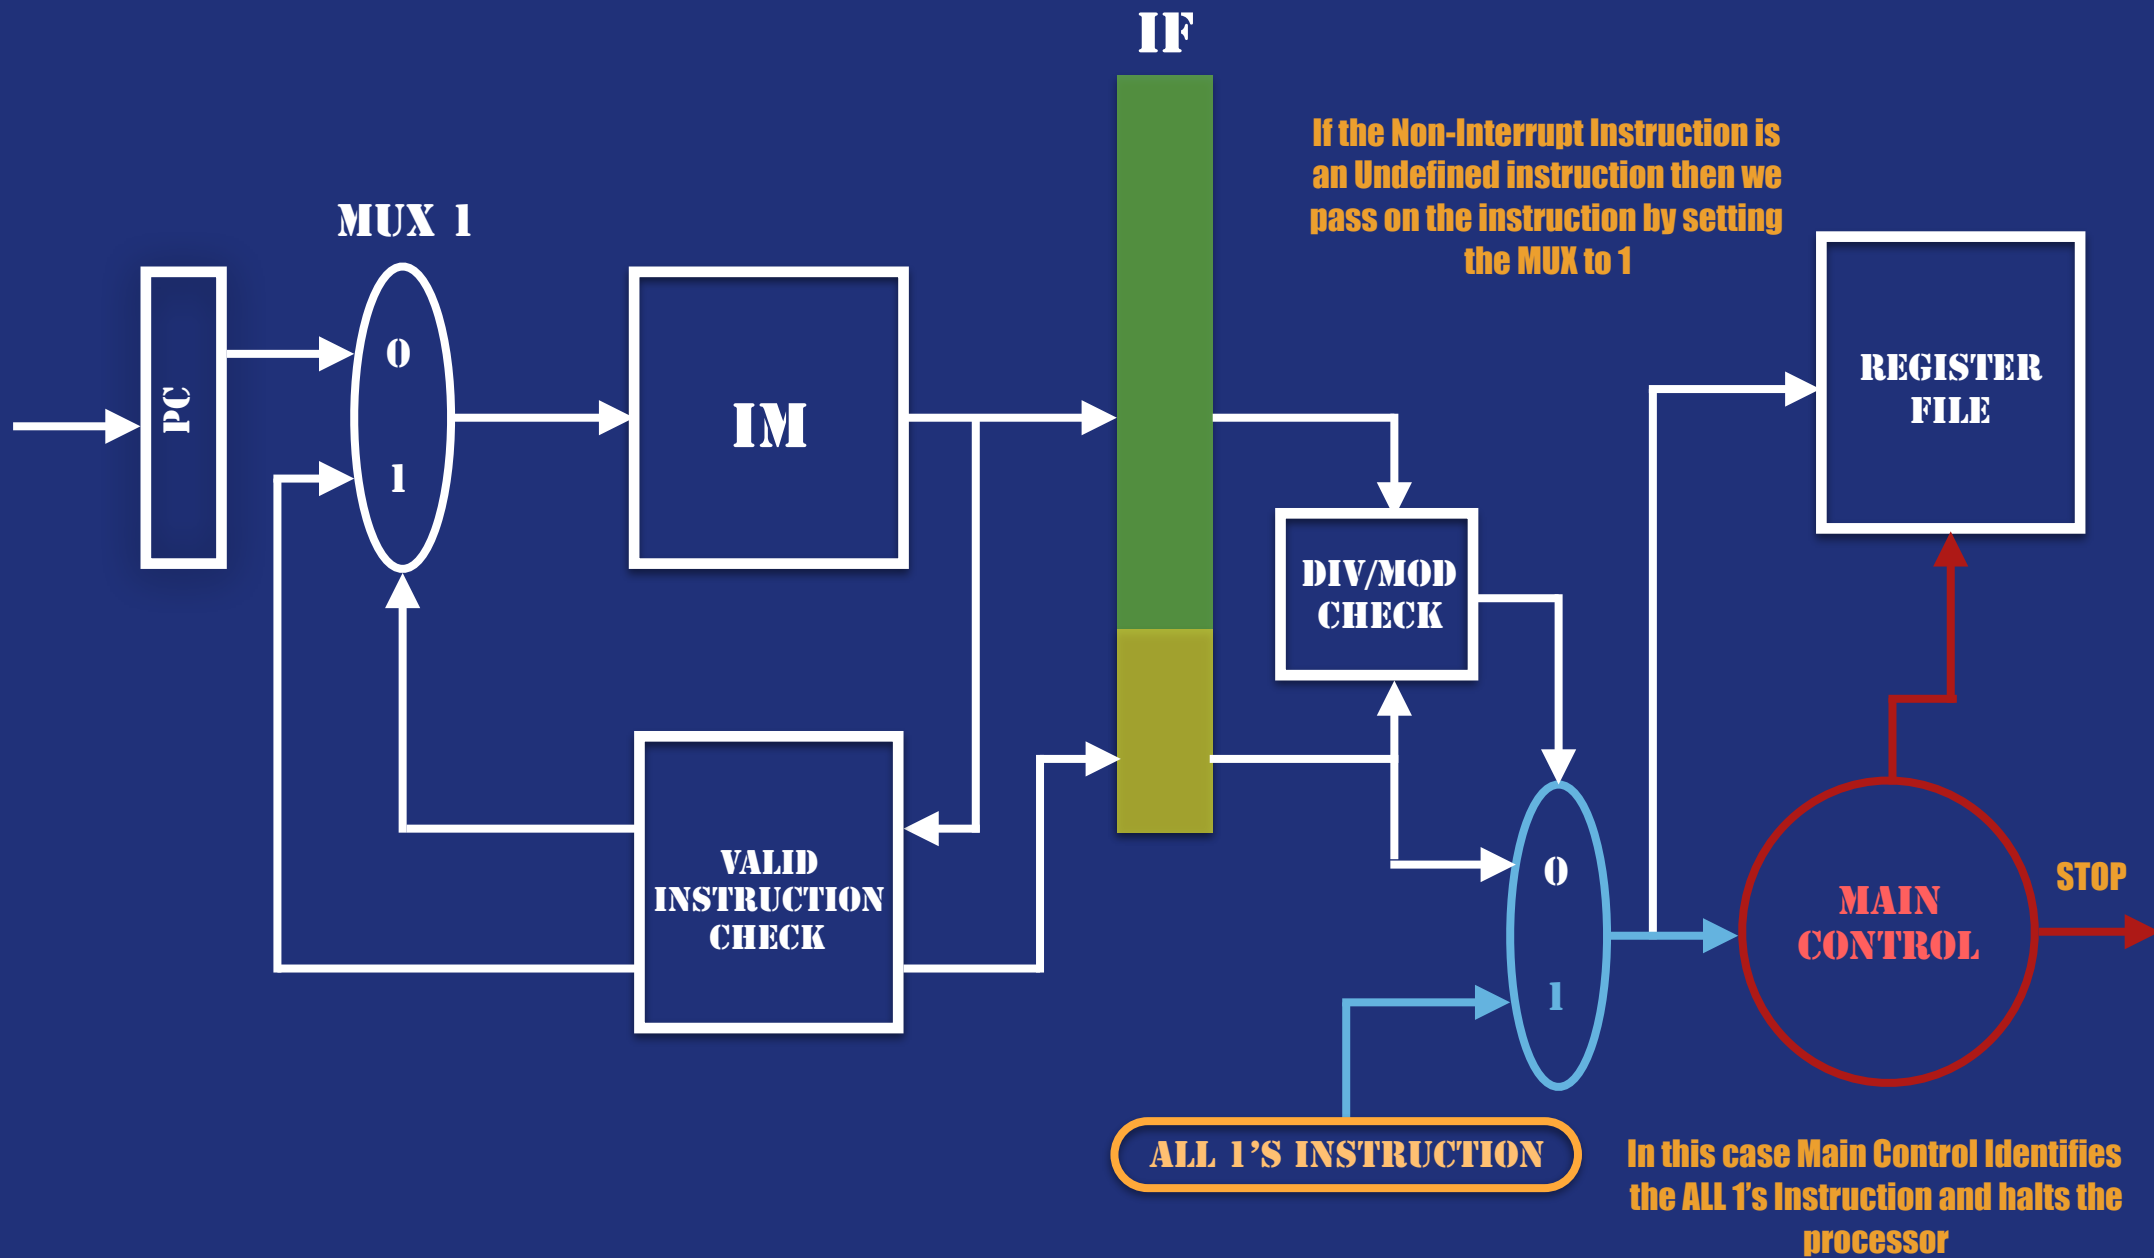 IF
If the Non-Interrupt Instruction is
an Undefined instruction then we
pass on the instruction by setting
the MUX to 1
MUX 1
PC
0
1
IM
REGISTER
FILE
DIV/MOD
CHECK
VALID
INSTRUCTION
CHECK
0
1
MAIN
CONTROL
STOP
ALL 1'S INSTRUCTION
In this case Main Control Identifies
the ALL 1's Instruction and halts the
processor